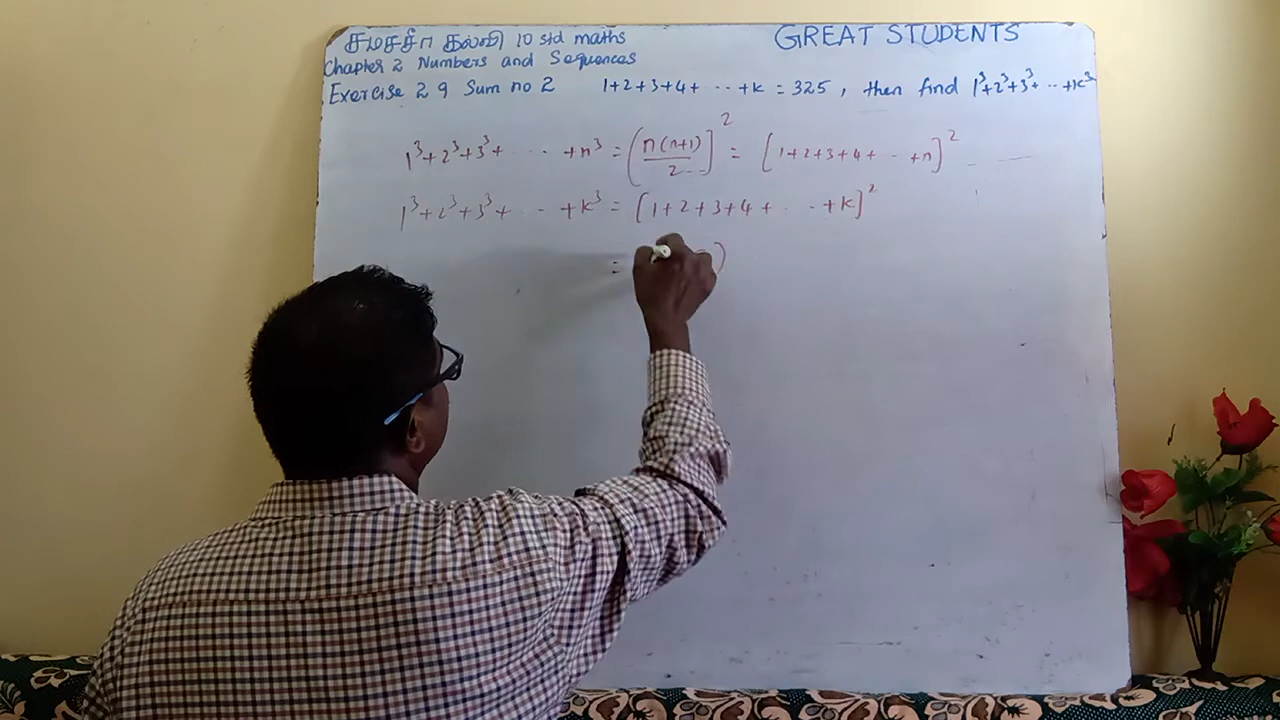 சமச்சீர் கல்வி 10 std maths
GREAT STUDENTS
Chapter 2 Numbers and Sequences
Exercise 2 9 Sum no 2 1+2+3+4+ ·· +k = 325, then find 1³+2³+3³+ ·· +k³
1³+2³+3³+ · · ·· +n³ = (n(n+1)/2]² = [1+2+3+4+ ·· +n]²
1³+2³+3³+ · ·· +k³ = [1+2+3+4+ · ·· +k]²
=